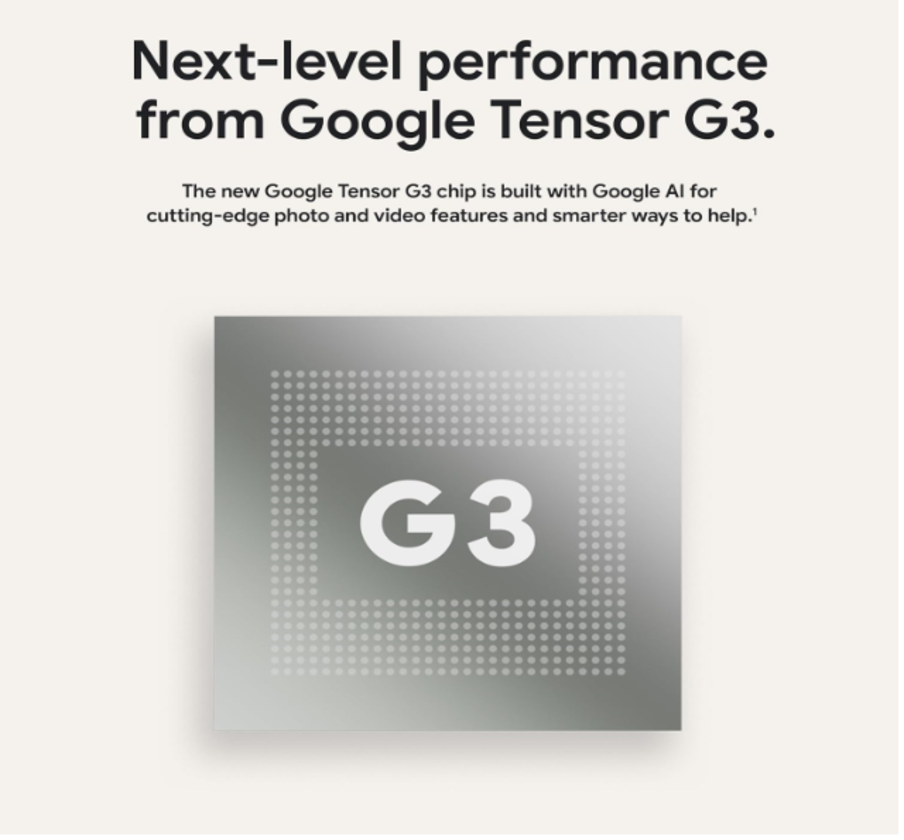 Next-level performance
from Google Tensor G3.
The new Google Tensor G3 chip is built with Google AI for
cutting-edge photo and video features and smarter ways to help.¹
G3